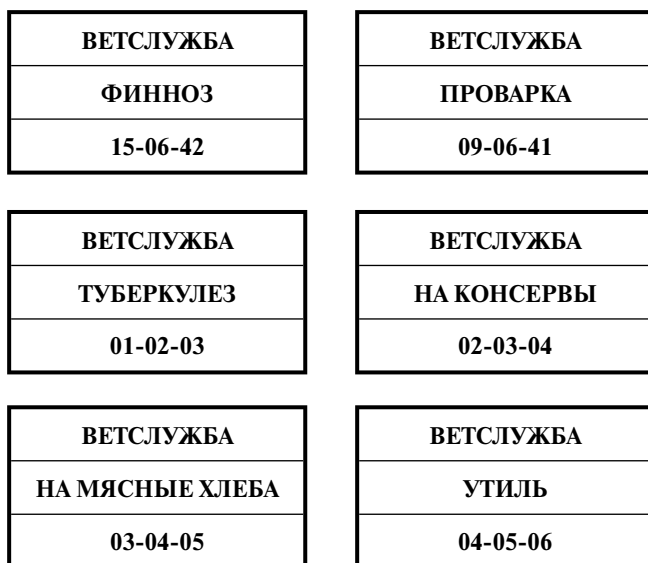 ВЕТСЛУЖБА
ФИННОЗ
15-06-42
ВЕТСЛУЖБА
ПРОВАРКА
09-06-41
ВЕТСЛУЖБА
ТУБЕРКУЛЕЗ
01-02-03
ВЕТСЛУЖБА
НА КОНСЕРВЫ
02-03-04
ВЕТСЛУЖБА
НА МЯСНЫЕ ХЛЕБА
03-04-05
ВЕТСЛУЖБА
УТИЛЬ
04-05-06